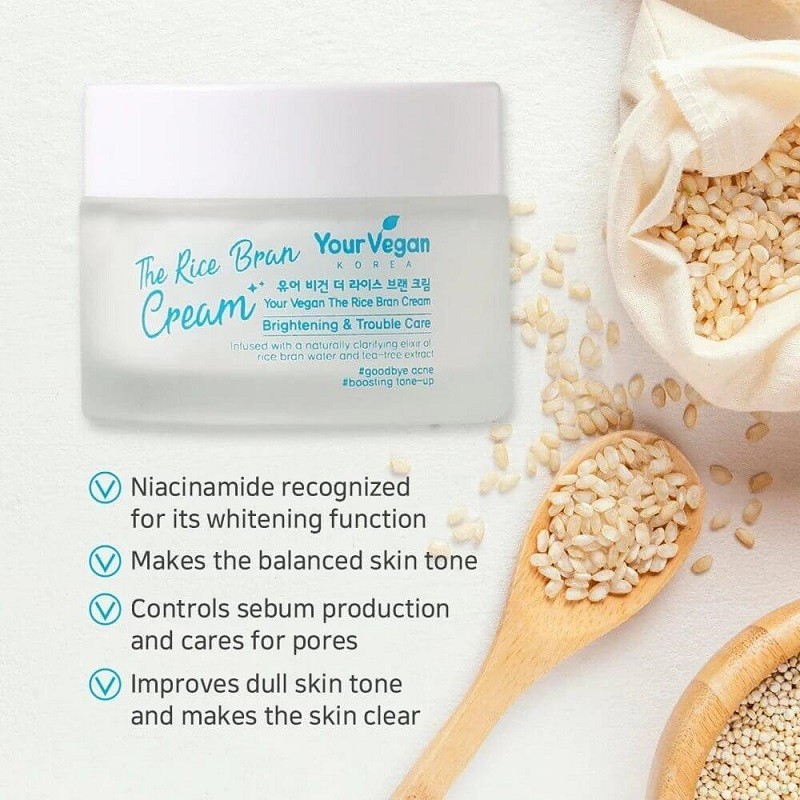 The Rice Bran
Cream
Your Vegan
KOREA
유어 비건 더 라이스 브랜 크림
Your Vegan The Rice Bran Cream
Brightening & Trouble Care
Infused with a naturally clarifying elixir of
rice bran water and tea-tree extract
#goodbye acne
#boosting tone-up
Niacinamide recognized
for its whitening function
Makes the balanced skin tone
Controls sebum production
and cares for pores
Improves dull skin tone
and makes the skin clear